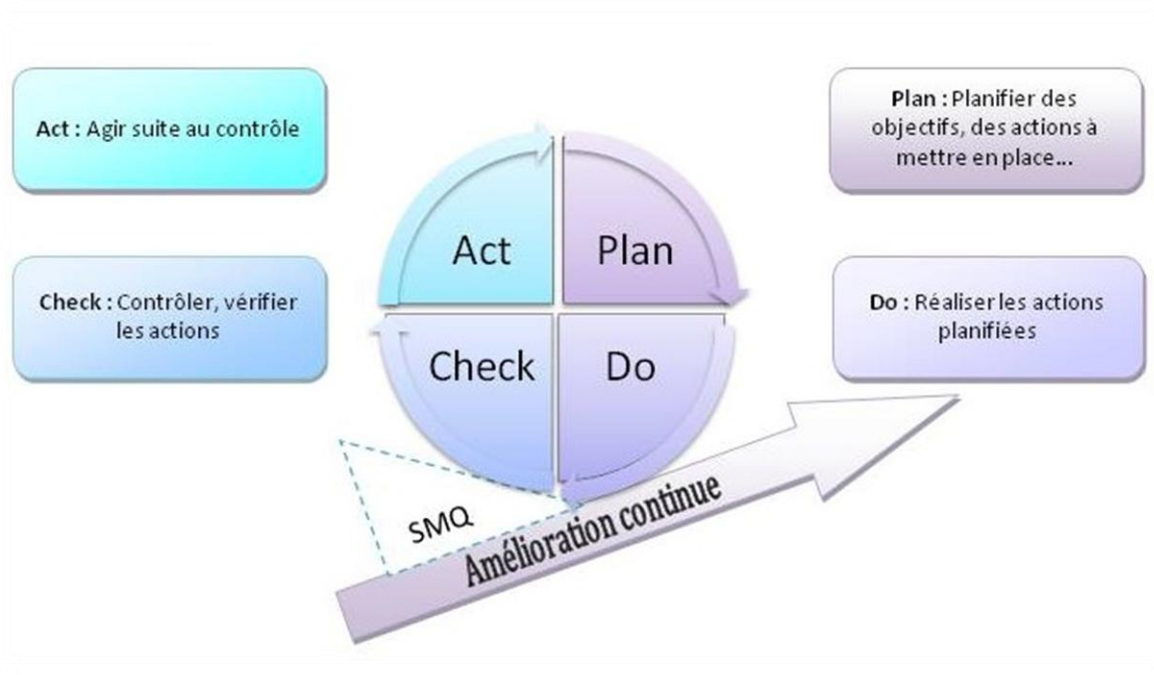 Act : Agir suite au contrôle
Plan : Planifier des
objectifs, des actions à
mettre en place...
Check : Contrôler, vérifier
les actions
Do : Réaliser les actions
planifiées
Act
Plan
Check
Do
SMQ
Amélioration continue